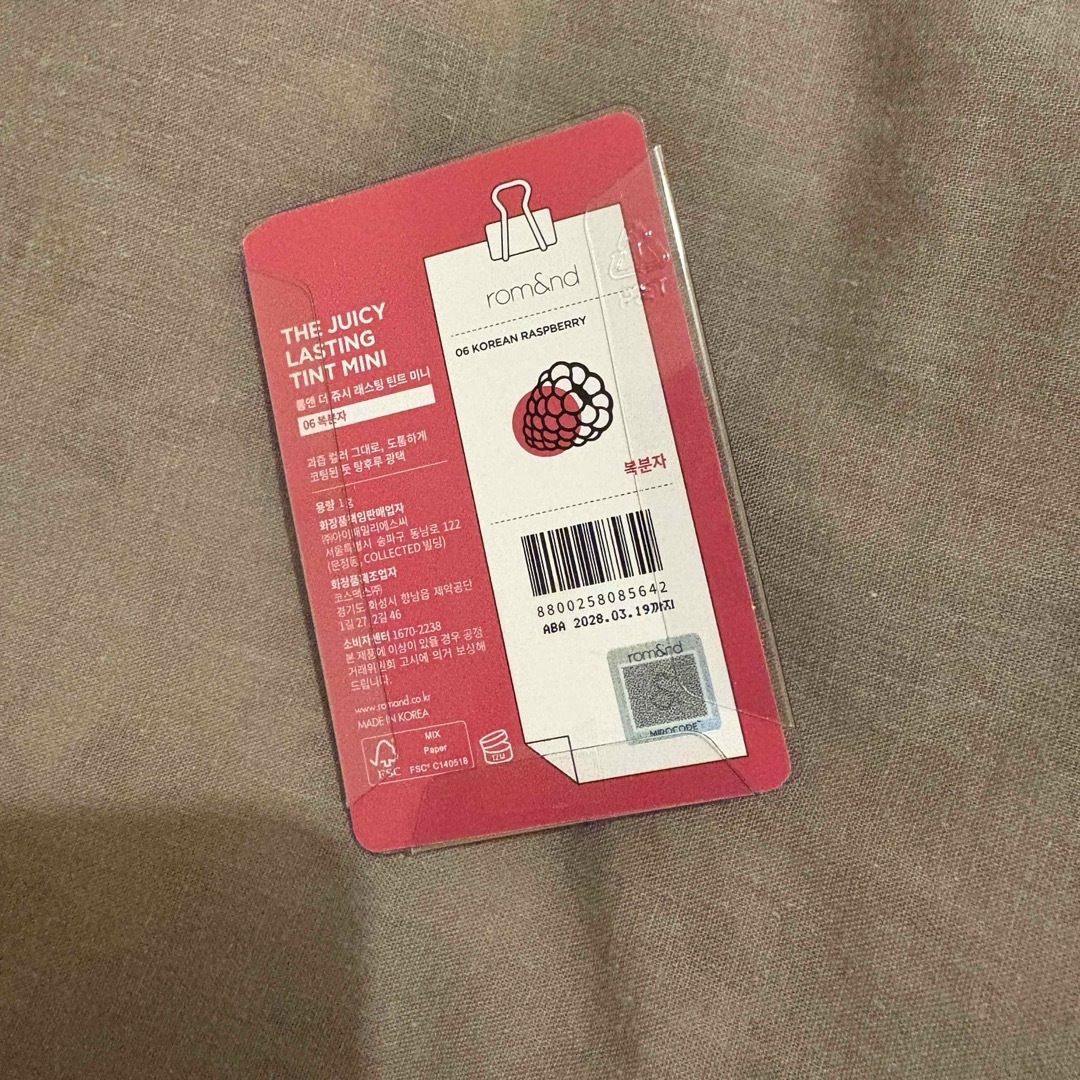 THE JUICY
LASTING
TINT MINI
롬앤 더 쥬시 래스팅 틴트 미니
06 복분자
과즙 컬러 그대로, 도톰하게
코팅된 듯 탕후루 광택
용량 1 g
화장품책임판매업자
㈜아이패밀리에스씨
서울특별시 송파구 동남로 122
(문정동, COLLECTED 빌딩)
화장품제조업자
코스맥스㈜
경기도 화성시 향남읍 제약공단
1길 27, 2길 46
소비자센터 1670-2238
본 제품에 이상이 있을 경우 공정
거래위원회 고시에 의거 보상해
드립니다.
www.romand.co.kr
MADE IN KOREA
FSC
MIX
Paper
FSC® C140518
12M
rom&nd
06 KOREAN RASPBERRY
복분자
8800258085642
ABA 2028.03.19까지
rom&nd
MIROCODE